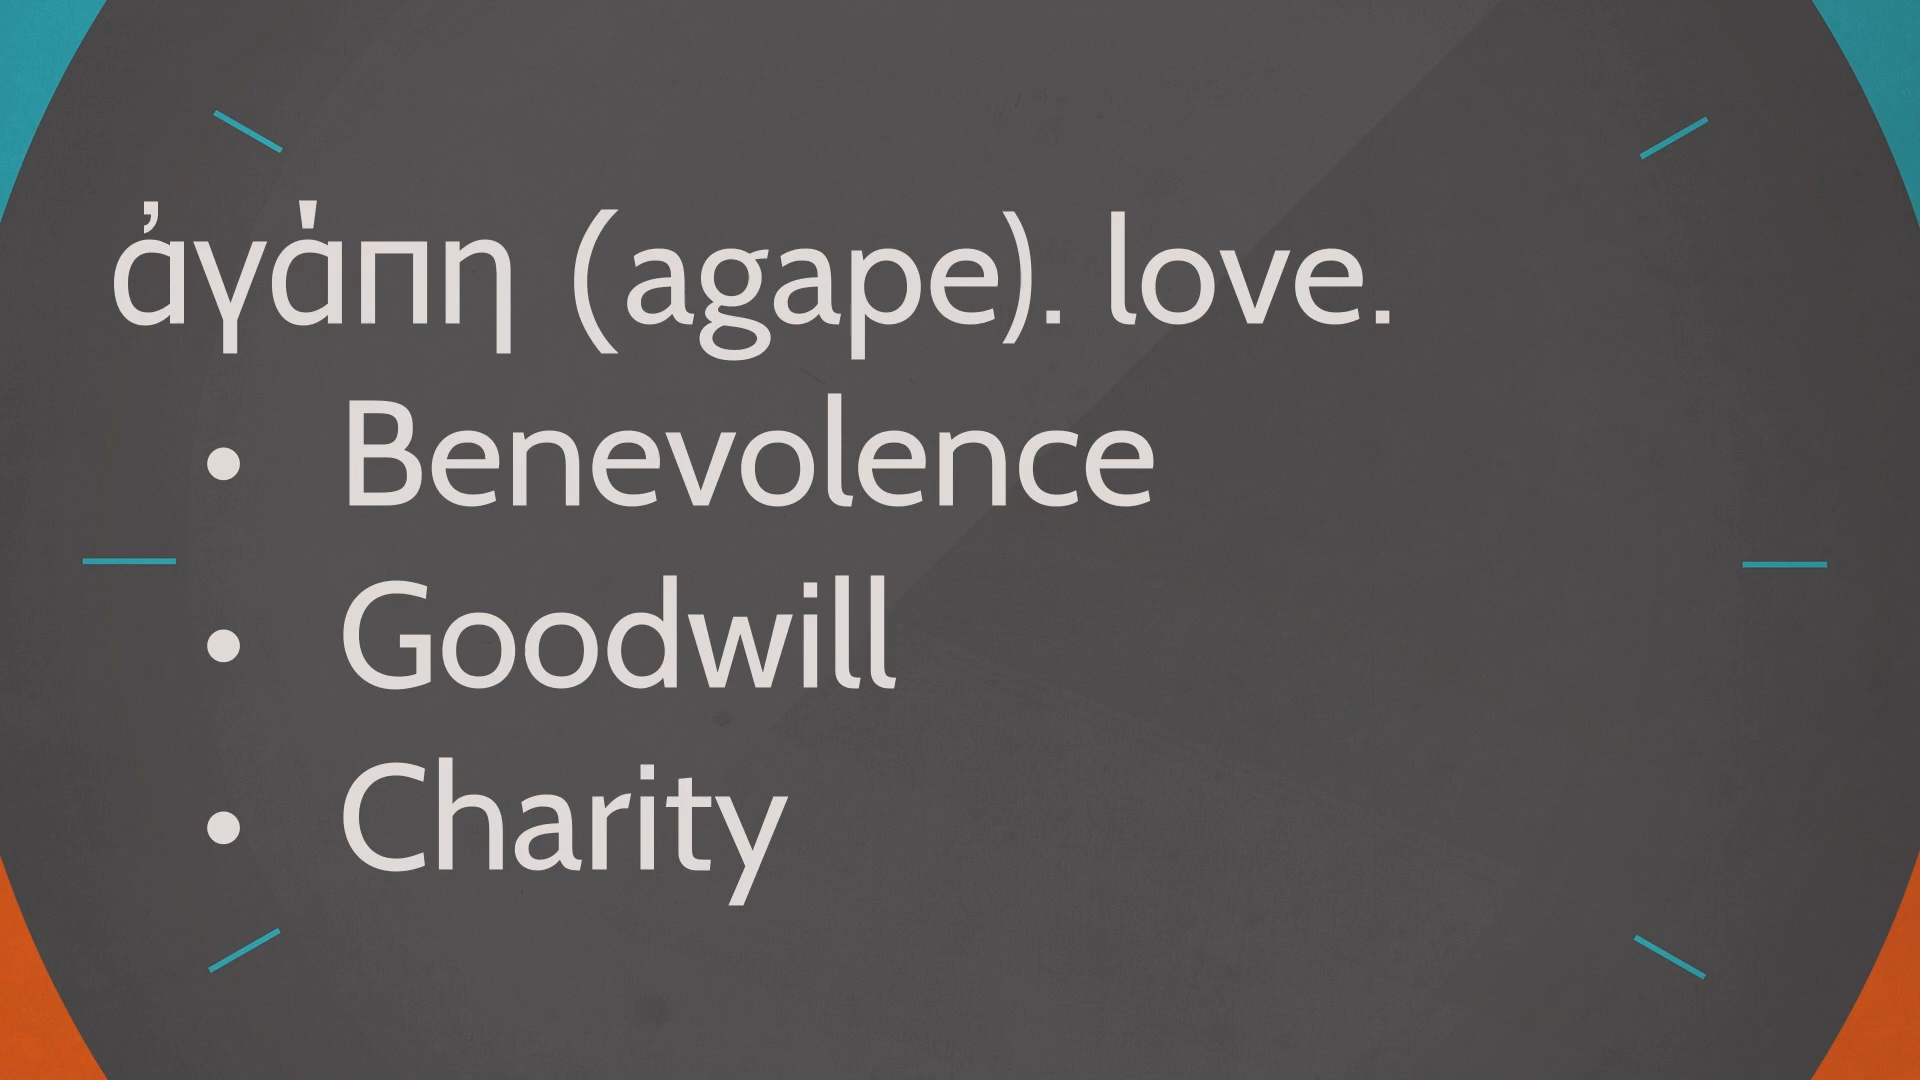 ἀγάπη (agape). love.
• Benevolence
• Goodwill
• Charity